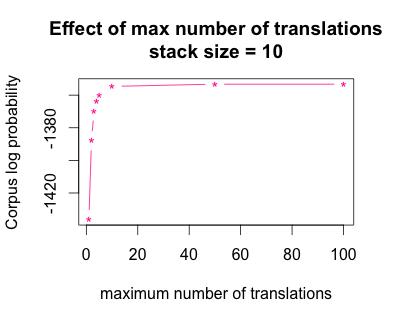 Effect of max number of translations
stack size = 10
Corpus log probability
-1380
-1420
0 20 40 60 80 100
maximum number of translations